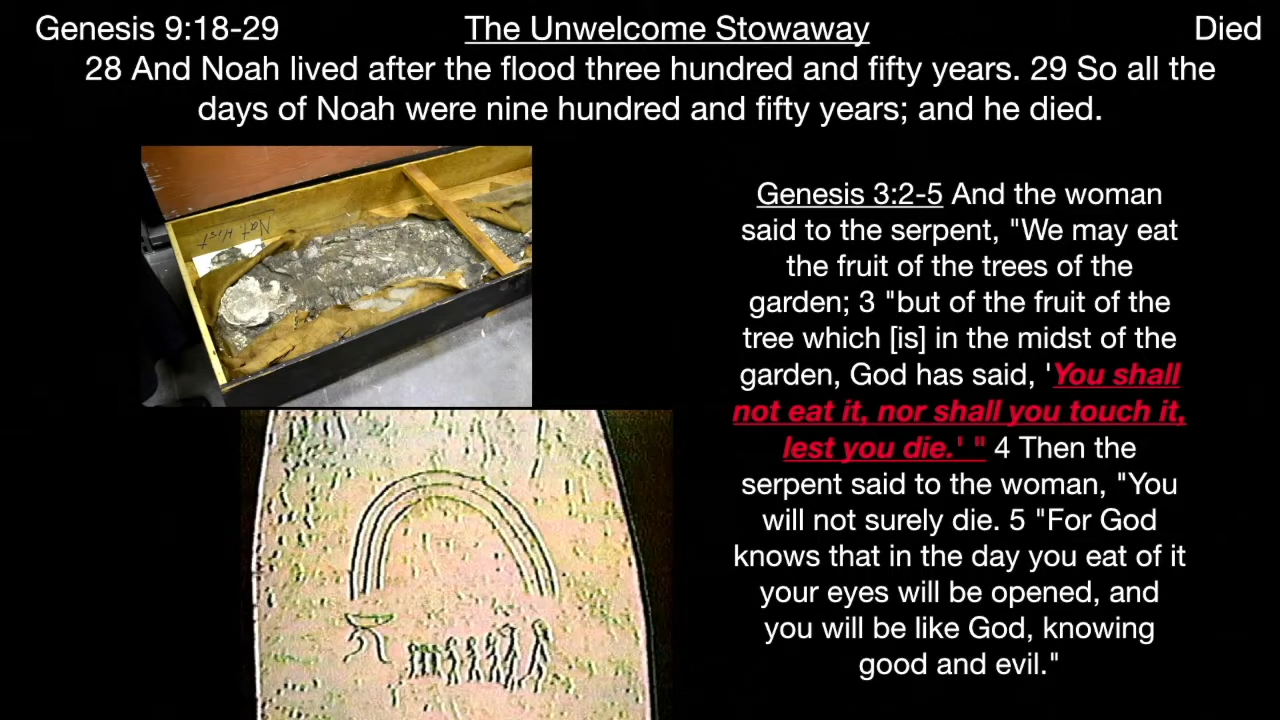 Genesis 9:18-29
The Unwelcome Stowaway
Died
28 And Noah lived after the flood three hundred and fifty years. 29 So all the
days of Noah were nine hundred and fifty years; and he died.
Nat. Hist
Genesis 3:2-5 And the woman
said to the serpent, "We may eat
the fruit of the trees of the
garden; 3 "but of the fruit of the
tree which [is] in the midst of the
garden, God has said, 'You shall
not eat it, nor shall you touch it,
lest you die.' " 4 Then the
serpent said to the woman, "You
will not surely die. 5 "For God
knows that in the day you eat of it
your eyes will be opened, and
you will be like God, knowing
good and evil."